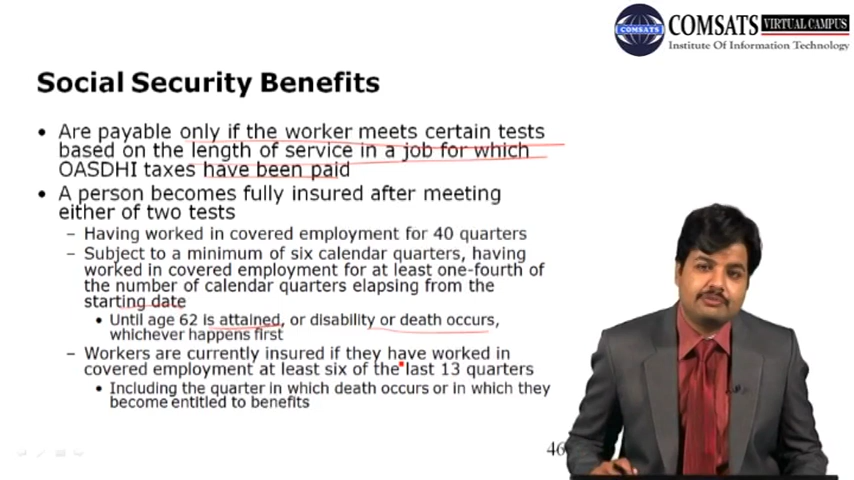 COMSATS VIRTUAL CAMPUS
COMSATS
Institute Of Information Technology
Social Security Benefits
• Are payable only if the worker meets certain tests
based on the length of service in a job for which
OASDHI taxes have been paid
• A person becomes fully insured after meeting
either of two tests
– Having worked in covered employment for 40 quarters
– Subject to a minimum of six calendar quarters, having
worked in covered employment for at least one-fourth of
the number of calendar quarters elapsing from the
starting date
• Until age 62 is attained, or disability or death occurs,
whichever happens first
– Workers are currently insured if they have worked in
covered employment at least six of the last 13 quarters
• Including the quarter in which death occurs or in which they
become entitled to benefits
46